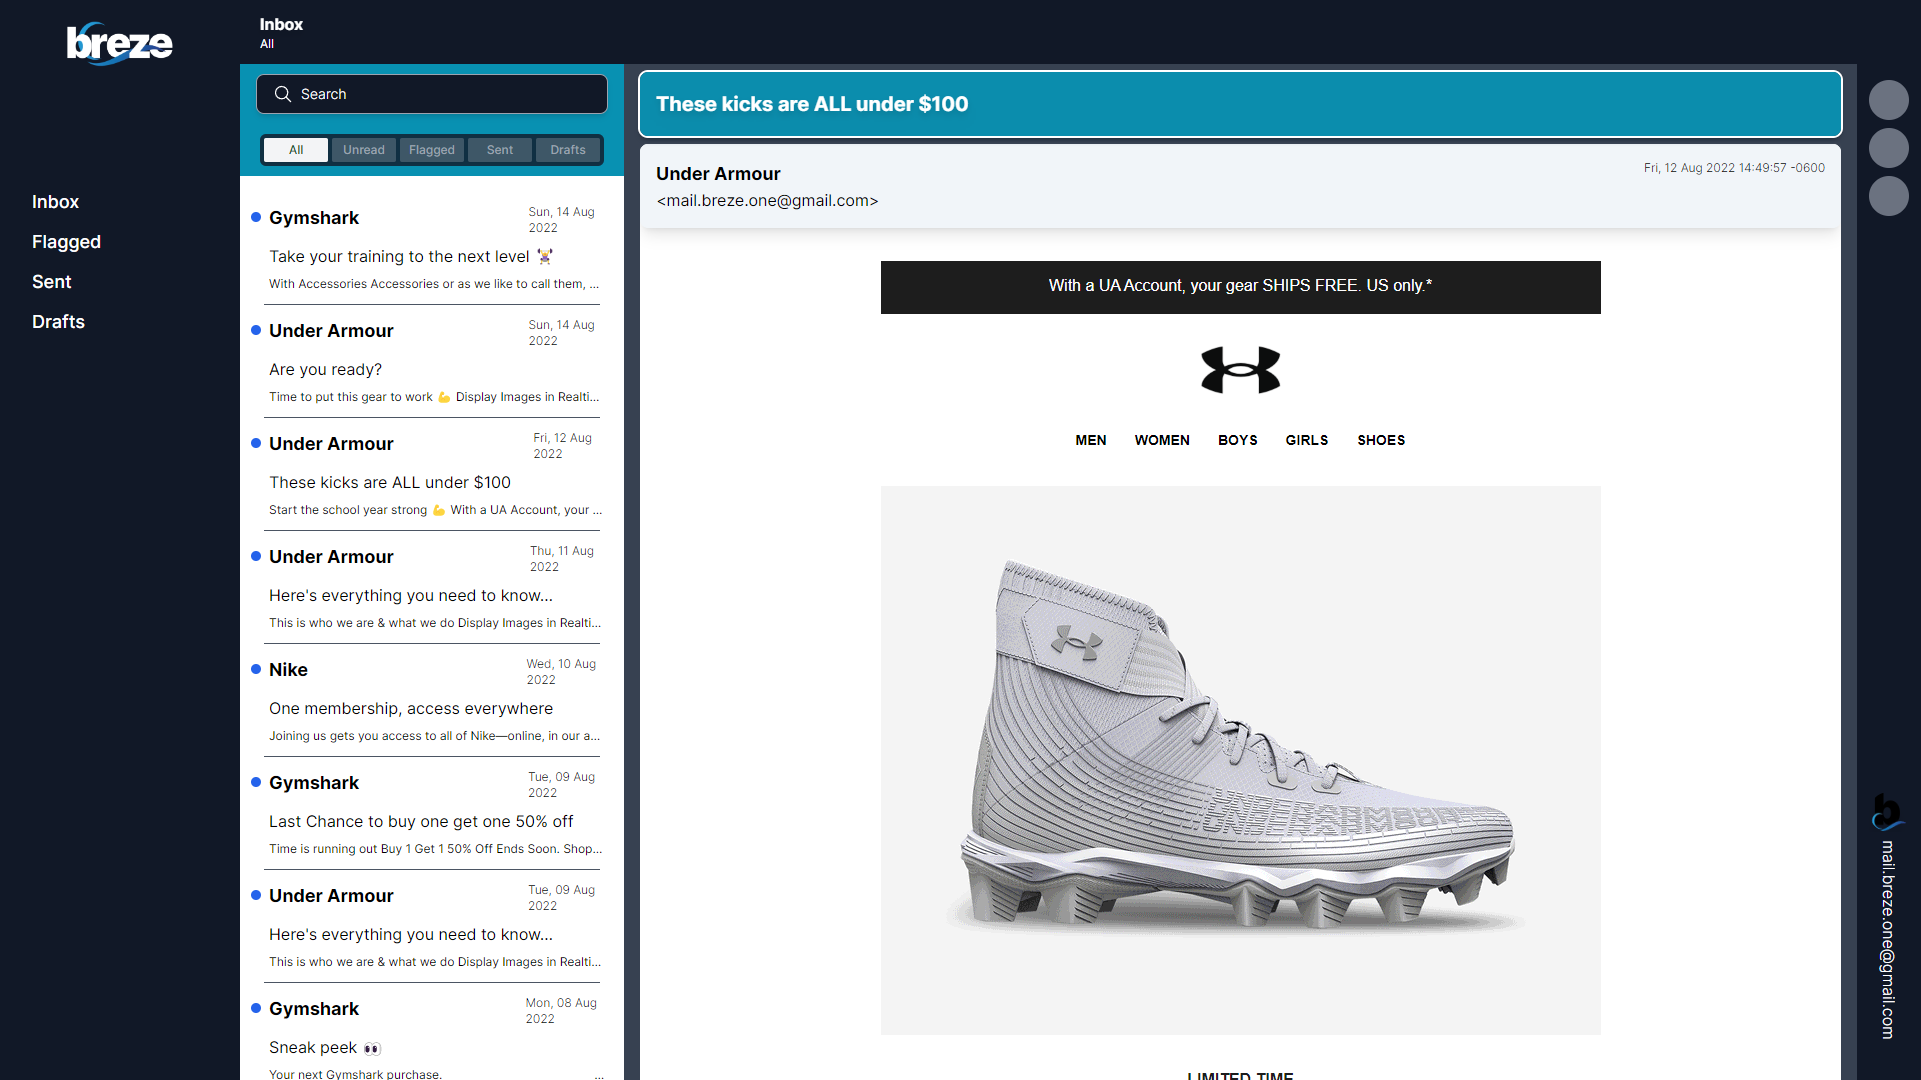 breze
Inbox
All
Search
All
Unread
Flagged
Sent
Drafts
Inbox
Flagged
Sent
Drafts
Gymshark
Sun, 14 Aug
2022
Take your training to the next level 🏋🏼‍♀️
With Accessories Accessories or as we like to call them, ...
Under Armour
Sun, 14 Aug
2022
Are you ready?
Time to put this gear to work 💪 Display Images in Realti...
Under Armour
Fri, 12 Aug
2022
These kicks are ALL under $100
Start the school year strong 💪 With a UA Account, your ...
Under Armour
Thu, 11 Aug
2022
Here's everything you need to know...
This is who we are & what we do Display Images in Realti...
Nike
Wed, 10 Aug
2022
One membership, access everywhere
Joining us gets you access to all of Nike—online, in our a...
Gymshark
Tue, 09 Aug
2022
Last Chance to buy one get one 50% off
Time is running out Buy 1 Get 1 50% Off Ends Soon. Shop...
Under Armour
Tue, 09 Aug
2022
Here's everything you need to know...
This is who we are & what we do Display Images in Realti...
Gymshark
Mon, 08 Aug
2022
Sneak peek 👀
Your next Gymshark purchase. ...
These kicks are ALL under $100
Under Armour
<mail.breze.one@gmail.com>
Fri, 12 Aug 2022 14:49:57 -0600
With a UA Account, your gear SHIPS FREE. US only.*
MEN
WOMEN
BOYS
GIRLS
SHOES
UNDER ARMOUR
LIMITED TIME
b
mail.breze.one@gmail.com